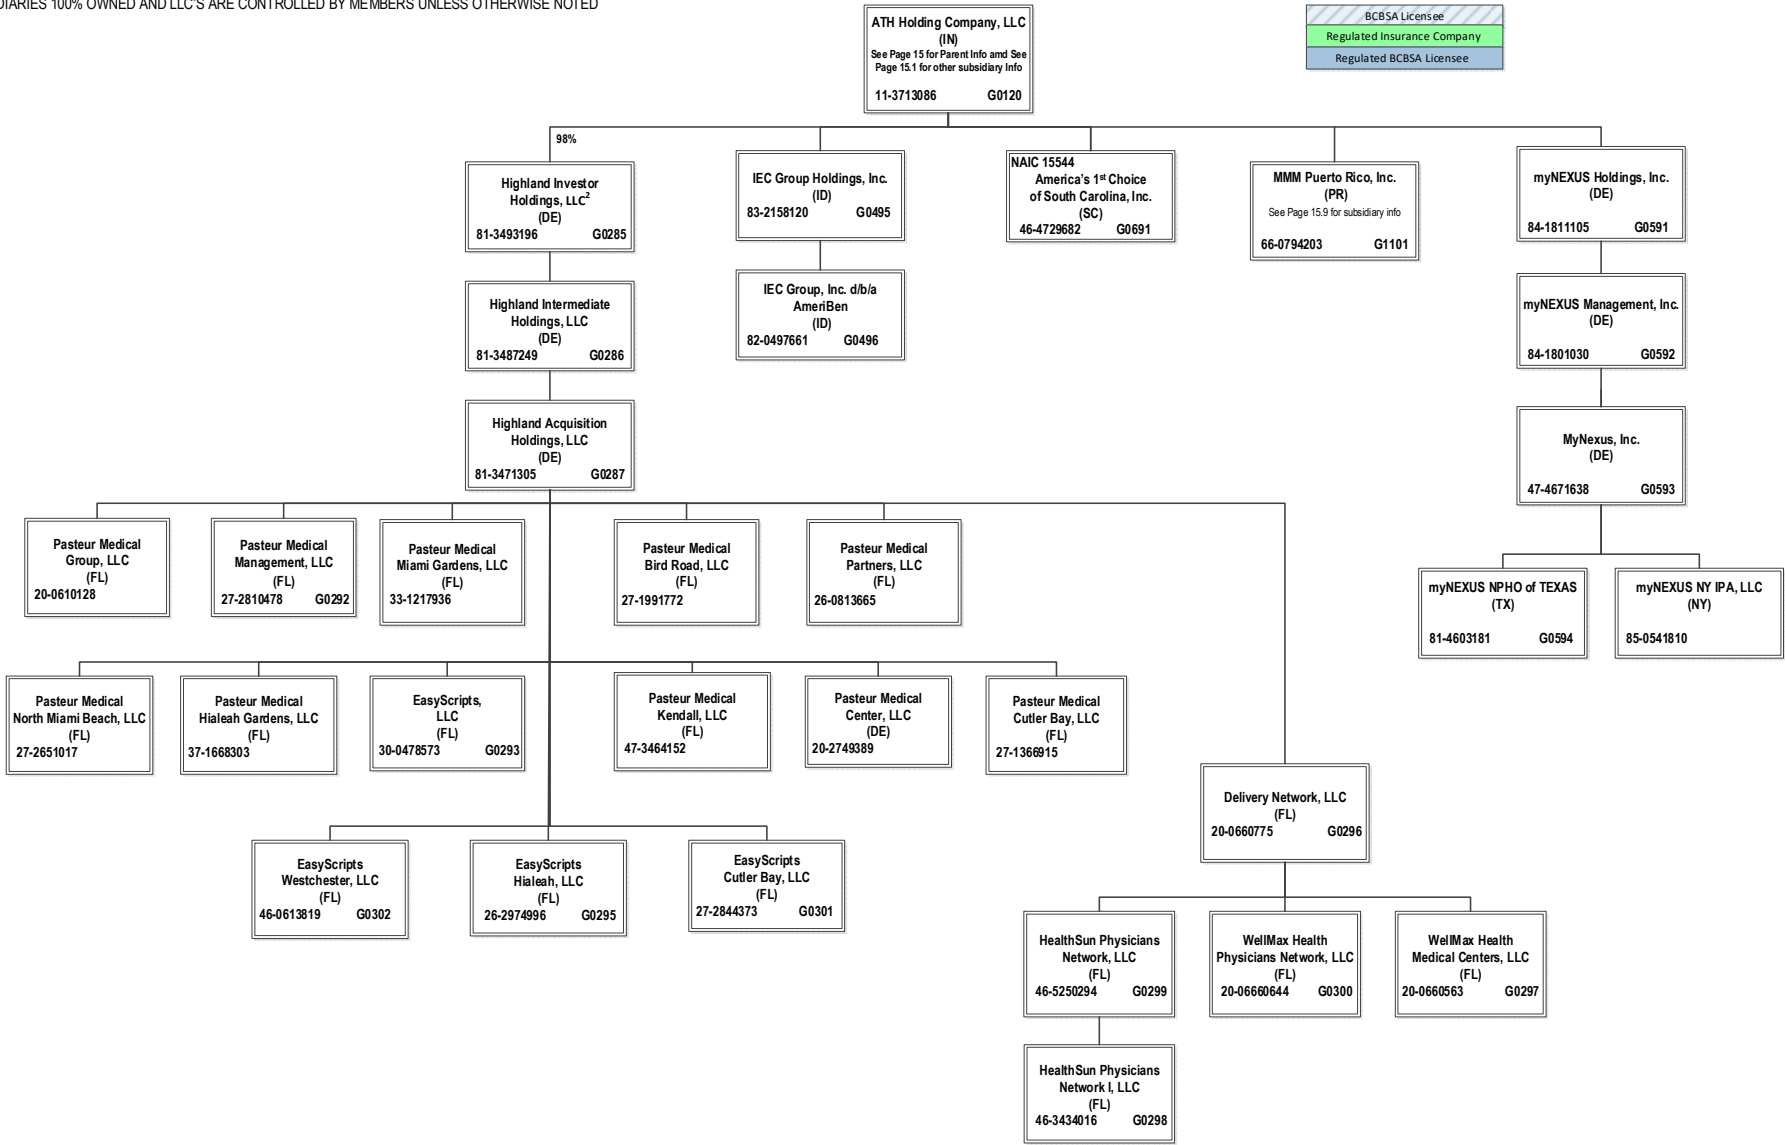 DIARIES 100% OWNED AND LLC'S ARE CONTROLLED BY MEMBERS UNLESS OTHERWISE NOTED
ATH Holding Company, LLC
(IN)
See Page 15 for Parent Info amd See
Page 15.1 for other subsidiary Info
11-3713086 G0120
BCBSA Licensee
Regulated Insurance Company
Regulated BCBSA Licensee
98%
Highland Investor
Holdings, LLC²
(DE)
81-3493196 G0285
IEC Group Holdings, Inc.
(ID)
83-2158120 G0495
NAIC 15544
America's 1st Choice
of South Carolina, Inc.
(SC)
46-4729682 G0691
MMM Puerto Rico, Inc.
(PR)
See Page 15.9 for subsidiary info
66-0794203 G1101
myNEXUS Holdings, Inc.
(DE)
84-1811105 G0591
Highland Intermediate
Holdings, LLC
(DE)
81-3487249 G0286
IEC Group, Inc. d/b/a
AmeriBen
(ID)
82-0497661 G0496
myNEXUS Management, Inc.
(DE)
84-1801030 G0592
Highland Acquisition
Holdings, LLC
(DE)
81-3471305 G0287
MyNexus, Inc.
(DE)
47-4671638 G0593
Pasteur Medical
Group, LLC
(FL)
20-0610128
Pasteur Medical
Management, LLC
(FL)
27-2810478 G0292
Pasteur Medical
Miami Gardens, LLC
(FL)
33-1217936
Pasteur Medical
Bird Road, LLC
(FL)
27-1991772
Pasteur Medical
Partners, LLC
(FL)
26-0813665
myNEXUS NPHO of TEXAS
(TX)
81-4603181 G0594
myNEXUS NY IPA, LLC
(NY)
85-0541810
Pasteur Medical
North Miami Beach, LLC
(FL)
27-2651017
Pasteur Medical
Hialeah Gardens, LLC
(FL)
37-1668303
EasyScripts,
LLC
(FL)
30-0478573 G0293
Pasteur Medical
Kendall, LLC
(FL)
47-3464152
Pasteur Medical
Center, LLC
(DE)
20-2749389
Pasteur Medical
Cutler Bay, LLC
(FL)
27-1366915
Delivery Network, LLC
(FL)
20-0660775 G0296
EasyScripts
Westchester, LLC
(FL)
46-0613819 G0302
EasyScripts
Hialeah, LLC
(FL)
26-2974996 G0295
EasyScripts
Cutler Bay, LLC
(FL)
27-2844373 G0301
HealthSun Physicians
Network, LLC
(FL)
46-5250294 G0299
WellMax Health
Physicians Network, LLC
(FL)
20-06660644 G0300
WellMax Health
Medical Centers, LLC
(FL)
20-0660563 G0297
HealthSun Physicians
Network I, LLC
(FL)
46-3434016 G0298